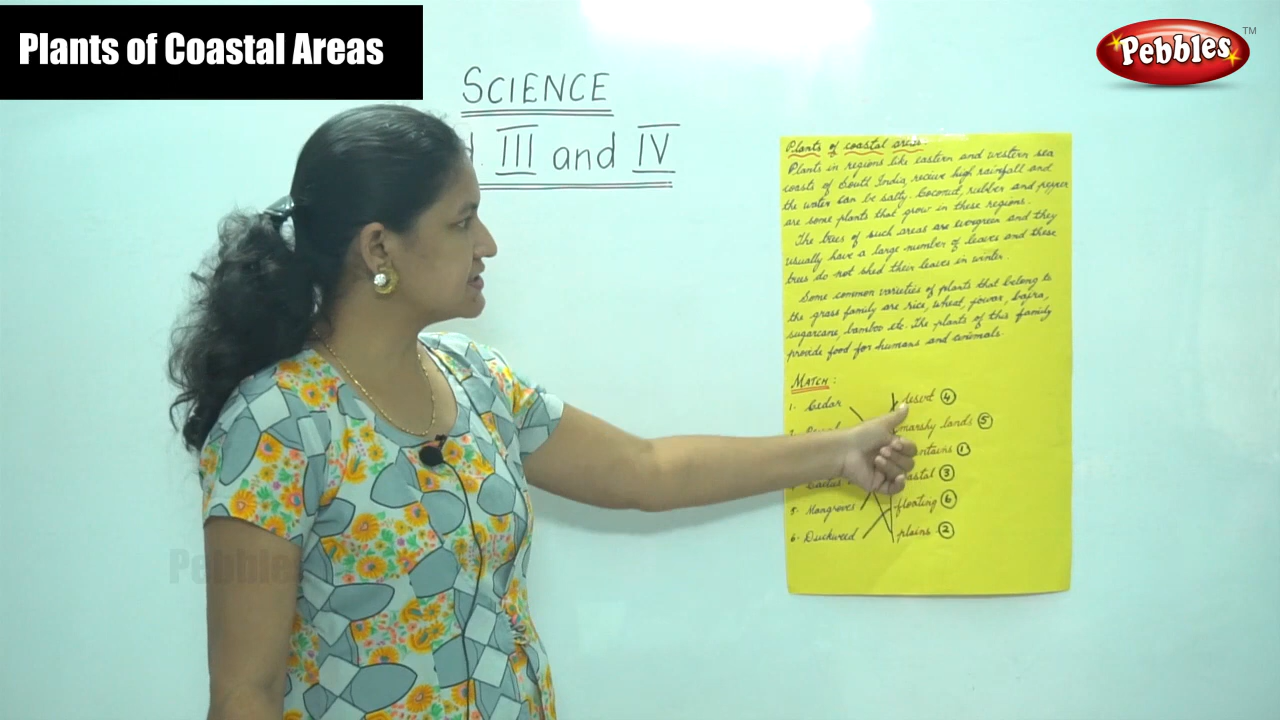 Plants of Coastal Areas
Pebbles
TM
SCIENCE
III and IV
Plants of coastal areas:
Plants in regions like eastern and western sea
coasts of South India, receive high rainfall and
the water can be salty. Coconut, rubber and pepper
are some plants that grow in these regions.
The trees of such areas are evergreen and they
usually have a large number of leaves and these
trees do not shed their leaves in winter.
Some common varieties of plants that belong to
the grass family are rice, wheat, jowar, bajra,
sugarcane, bamboo etc. The plants of this family
provide food for humans and animals.
MATCH :
1. Cedar desert 4
marshy lands 5
1
Cactus 3
5. Mangroves floating 6
6. Duckweed plains 2
Pebbles